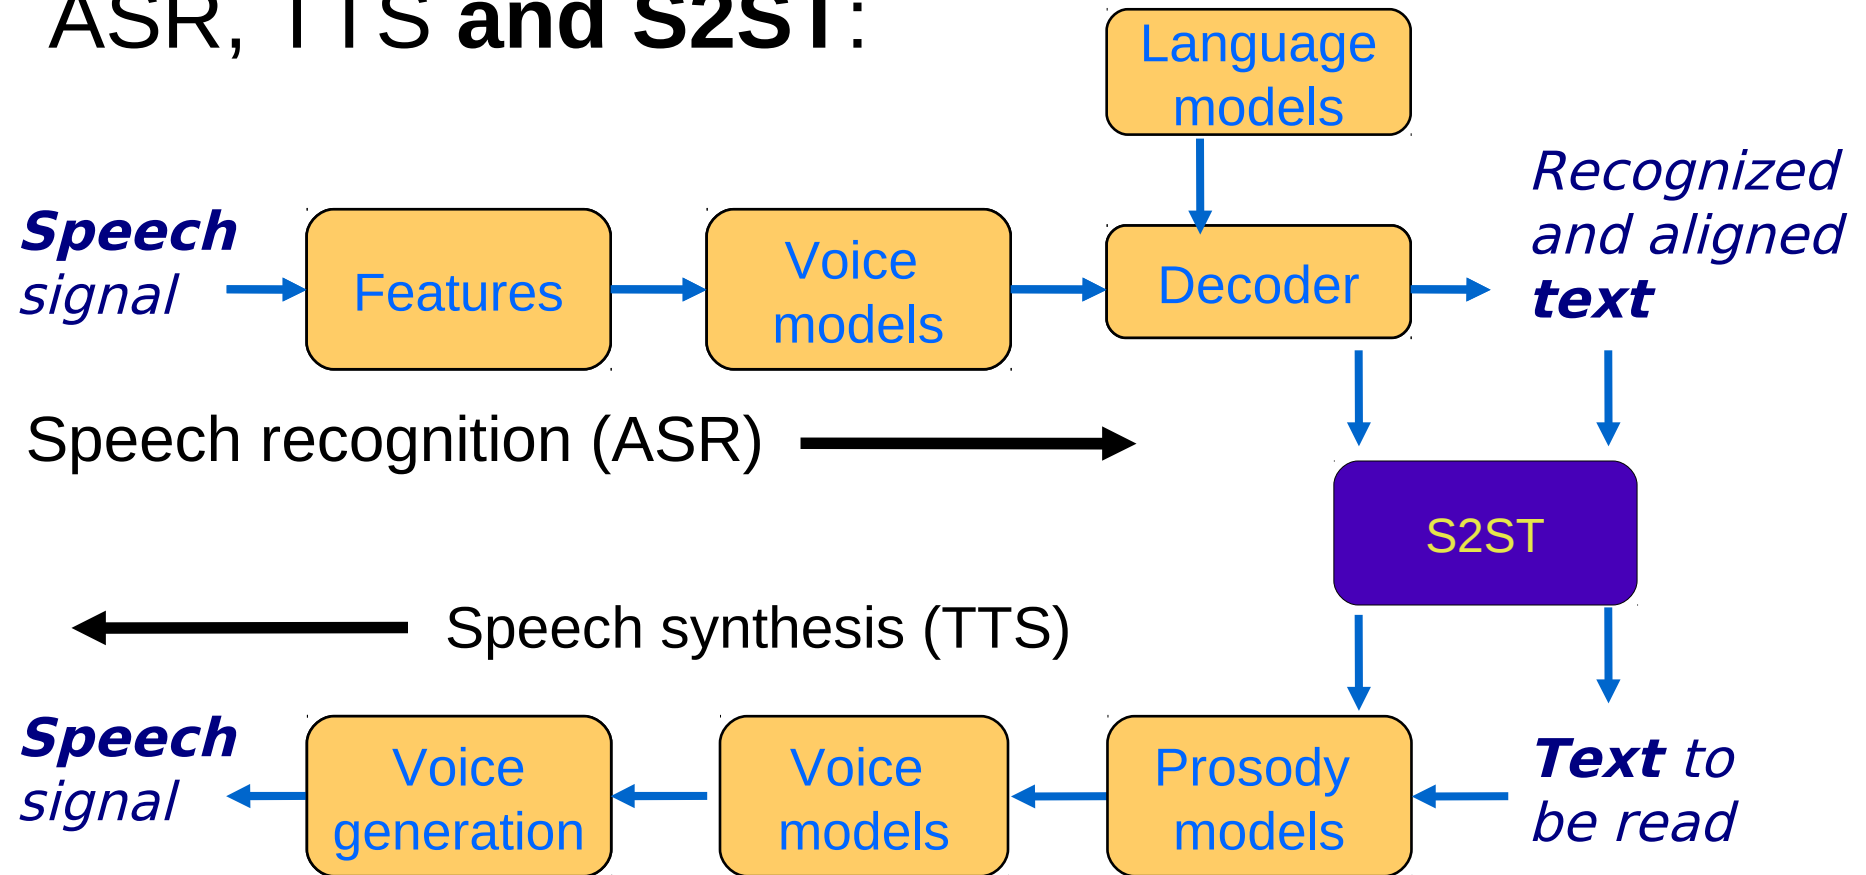 ASR, TTS and S2ST:
Language
models
Speech
signal
Features
Voice
models
Decoder
Recognized
and aligned
text
Speech recognition (ASR)
S2ST
Speech synthesis (TTS)
Speech
signal
Voice
generation
Voice
models
Prosody
models
Text to
be read